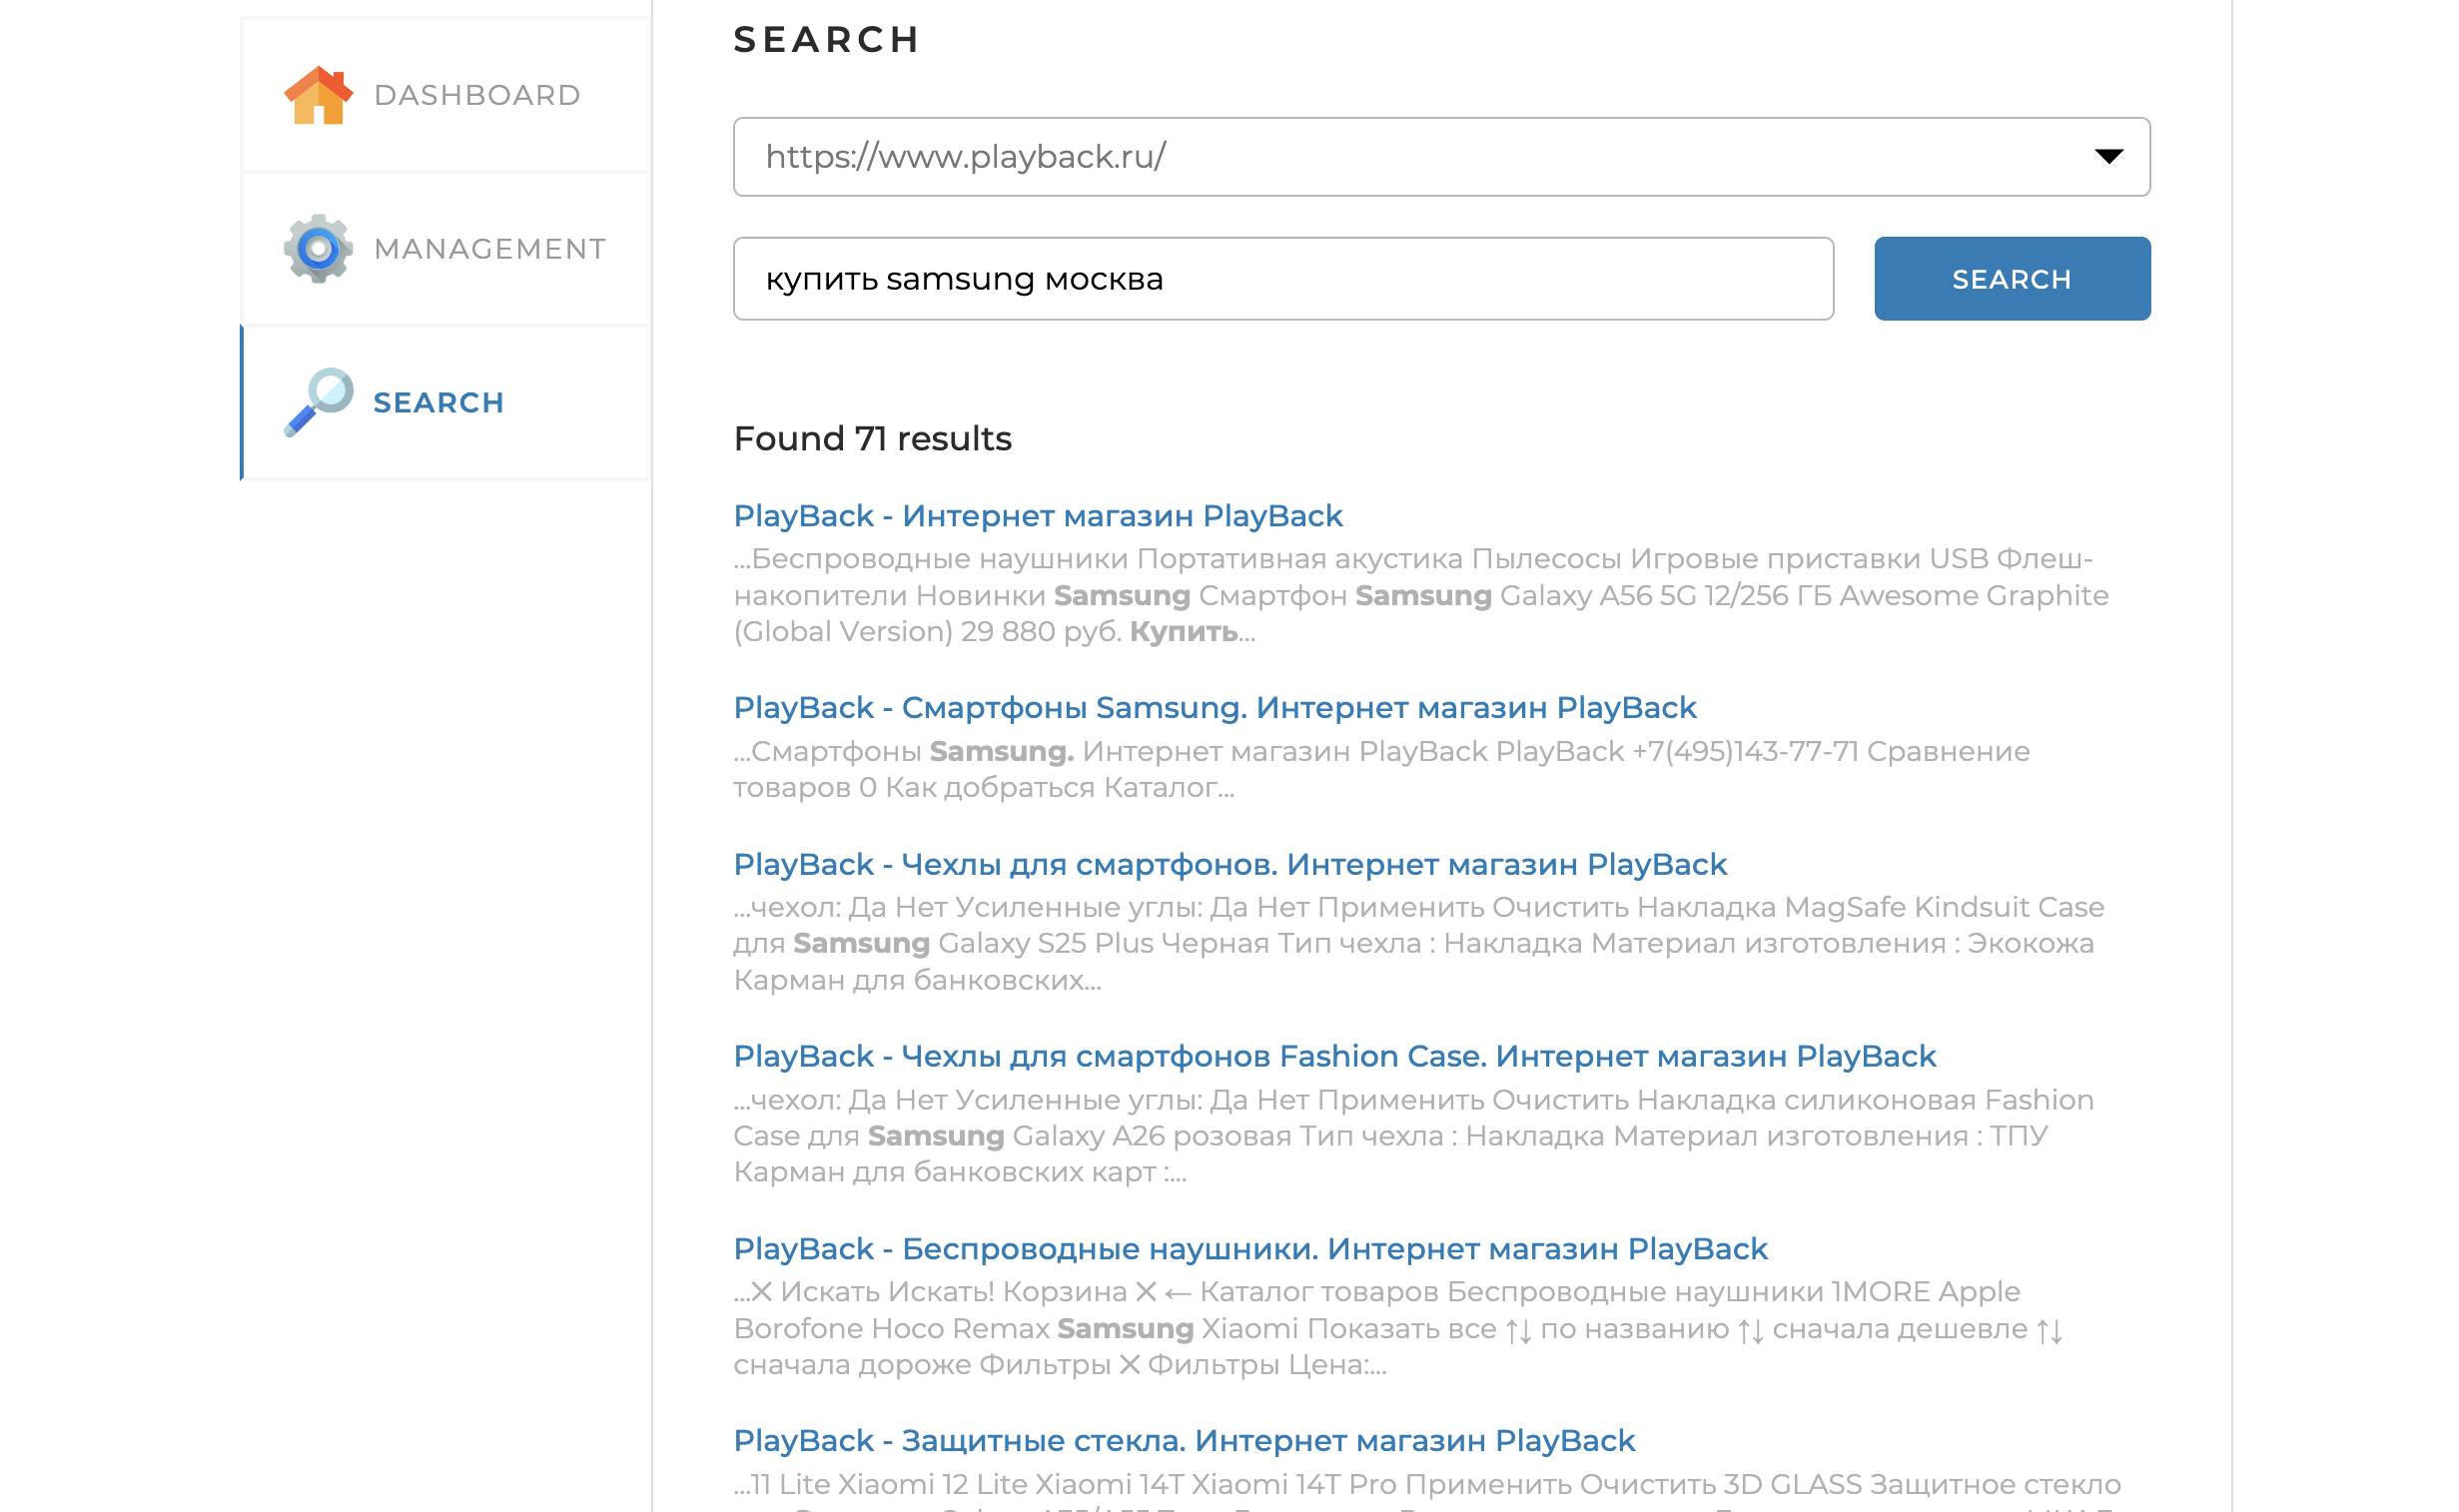 DASHBOARD
MANAGEMENT
SEARCH
SEARCH
https://www.playback.ru/
купить samsung москва
SEARCH
Found 71 results
PlayBack - Интернет магазин PlayBack
...Беспроводные наушники Портативная акустика Пылесосы Игровые приставки USB Флеш-
накопители Новинки Samsung Смартфон Samsung Galaxy A56 5G 12/256 ГБ Awesome Graphite
(Global Version) 29 880 руб. Купить...
PlayBack - Смартфоны Samsung. Интернет магазин PlayBack
...Смартфоны Samsung. Интернет магазин PlayBack PlayBack +7(495)143-77-71 Сравнение
товаров 0 Как добраться Каталог...
PlayBack - Чехлы для смартфонов. Интернет магазин PlayBack
...чехол: Да Нет Усиленные углы: Да Нет Применить Очистить Накладка MagSafe Kindsuit Case
для Samsung Galaxy S25 Plus Черная Тип чехла : Накладка Материал изготовления : Экокожа
Карман для банковских...
PlayBack - Чехлы для смартфонов Fashion Case. Интернет магазин PlayBack
...чехол: Да Нет Усиленные углы: Да Нет Применить Очистить Накладка силиконовая Fashion
Case для Samsung Galaxy A26 розовая Тип чехла : Накладка Материал изготовления : ТПУ
Карман для банковских карт :...
PlayBack - Беспроводные наушники. Интернет магазин PlayBack
...✕ Искать Искать! Корзина ✕ ← Каталог товаров Беспроводные наушники 1MORE Apple
Borofone Hoco Remax Samsung Xiaomi Показать все ↑↓ по названию ↑↓ сначала дешевле ↑↓
сначала дороже Фильтры ✕ Фильтры Цена:...
PlayBack - Защитные стекла. Интернет магазин PlayBack
...11 Lite Xiaomi 12 Lite Xiaomi 14T Xiaomi 14T Pro Применить Очистить 3D GLASS Защитное стекло